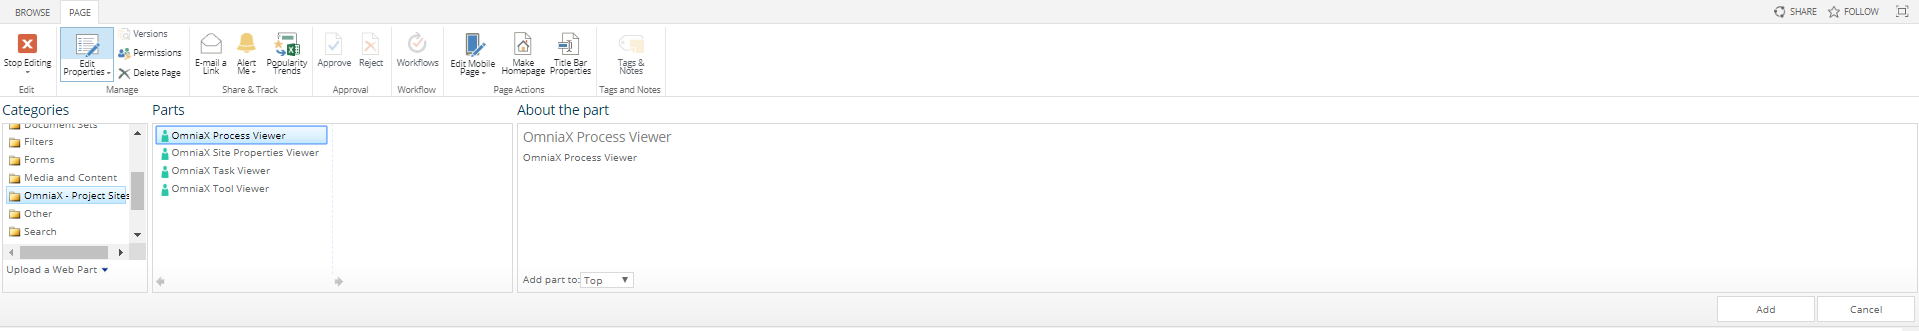 BROWSE PAGE SHARE FOLLOW
Stop Editing
Edit
Edit
Properties
Versions
Permissions
Delete Page
Manage
E-mail a
Link
Alert
Me
Popularity
Trends
Share & Track
Approve
Reject
Approval
Workflows
Workflow
Edit Mobile
Page
Make
Homepage
Title Bar
Properties
Page Actions
Tags &
Notes
Tags and Notes
Categories
Document Sets
Filters
Forms
Media and Content
OmniaX - Project Sites
Other
Search
Upload a Web Part
Parts
OmniaX Process Viewer
OmniaX Site Properties Viewer
OmniaX Task Viewer
OmniaX Tool Viewer
About the part
OmniaX Process Viewer
OmniaX Process Viewer
Add part to: Top
Add Cancel